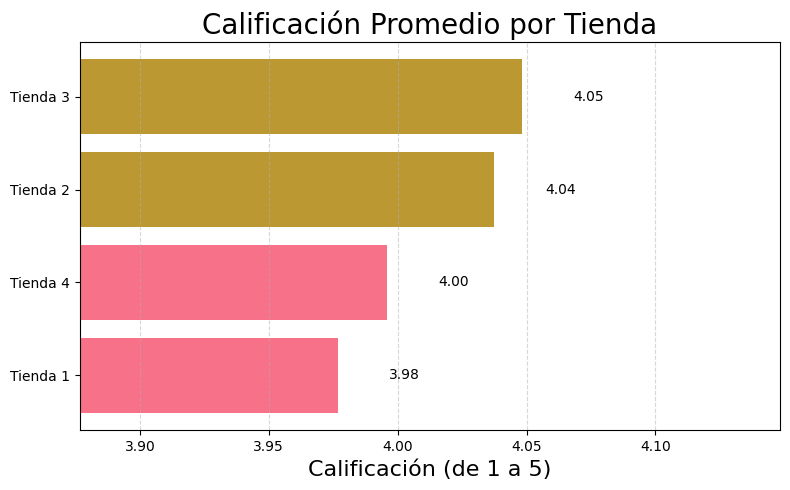 Calificación Promedio por Tienda
Tienda 3
4.05
Tienda 2
4.04
Tienda 4
4.00
Tienda 1
3.98
3.90 3.95 4.00 4.05 4.10
Calificación (de 1 a 5)